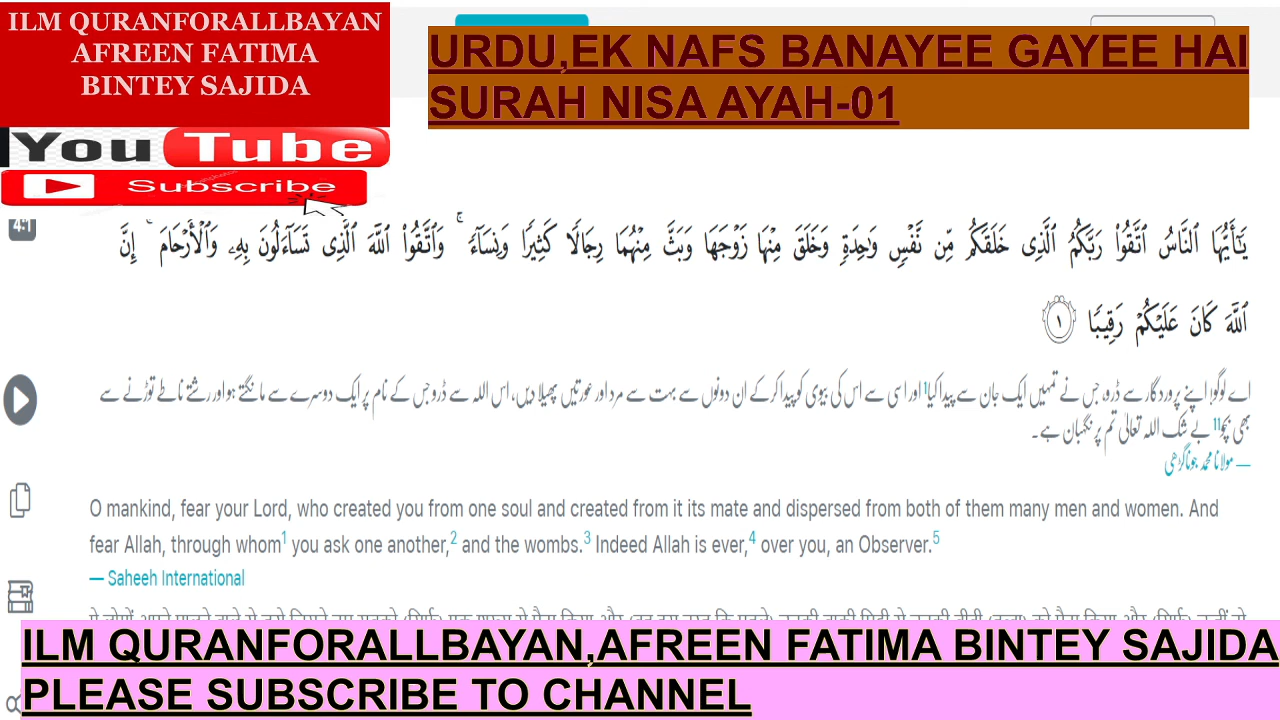 ILM QURANFORALLBAYAN
AFREEN FATIMA
BINTEY SAJIDA
URDU,EK NAFS BANAYEE GAYEE HAI
SURAH NISA AYAH-01
You Tube
Subscribe
4:1
يَـٰٓأَيُّهَا ٱلنَّاسُ ٱتَّقُوا۟ رَبَّكُمُ ٱلَّذِى خَلَقَكُم مِّن نَّفْسٍ وَٰحِدَةٍ وَخَلَقَ مِنْهَا زَوْجَهَا وَبَثَّ مِنْهُمَا رِجَالًا كَثِيرًا وَنِسَآءً ۚ وَٱتَّقُوا۟ ٱللَّهَ ٱلَّذِى تَسَآءَلُونَ بِهِۦ وَٱلْأَرْحَامَ ۚ إِنَّ
ٱللَّهَ كَانَ عَلَيْكُمْ رَقِيبًا ١
اے لوگو! اپنے پروردگار سے ڈرو، جس نے تمہیں ایک جان سے پیدا کیا1 اور اسی سے اس کی بیوی کو پیدا کرکے ان دونوں سے بہت سے مرد اور عورتیں پھیلا دیں، اس اللہ سے ڈرو جس کے نام پر ایک دوسرے سے مانگتے ہو اور رشتے ناطے توڑنے سے
بھی بچو11 بے شک اللہ تعالیٰ تم پر نگہبان ہے۔
— مولانا محمد جوناگڑھی
O mankind, fear your Lord, who created you from one soul and created from it its mate and dispersed from both of them many men and women. And
fear Allah, through whom1 you ask one another,2 and the wombs.3 Indeed Allah is ever,4 over you, an Observer.5
— Saheeh International
ILM QURANFORALLBAYAN,AFREEN FATIMA BINTEY SAJIDA
PLEASE SUBSCRIBE TO CHANNEL